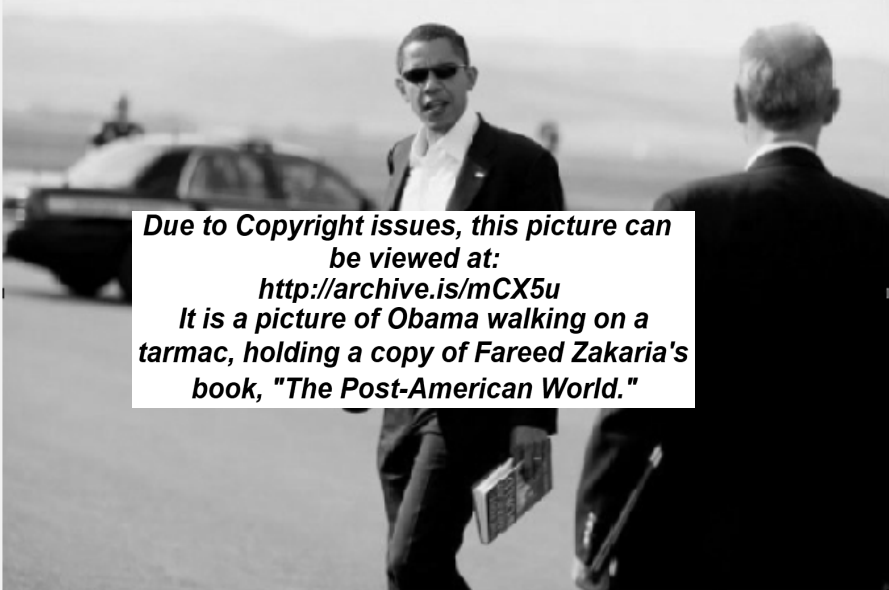 Due to Copyright issues, this picture can
be viewed at:
http://archive.is/mCX5u
It is a picture of Obama walking on a
tarmac, holding a copy of Fareed Zakaria's
book, "The Post-American World."